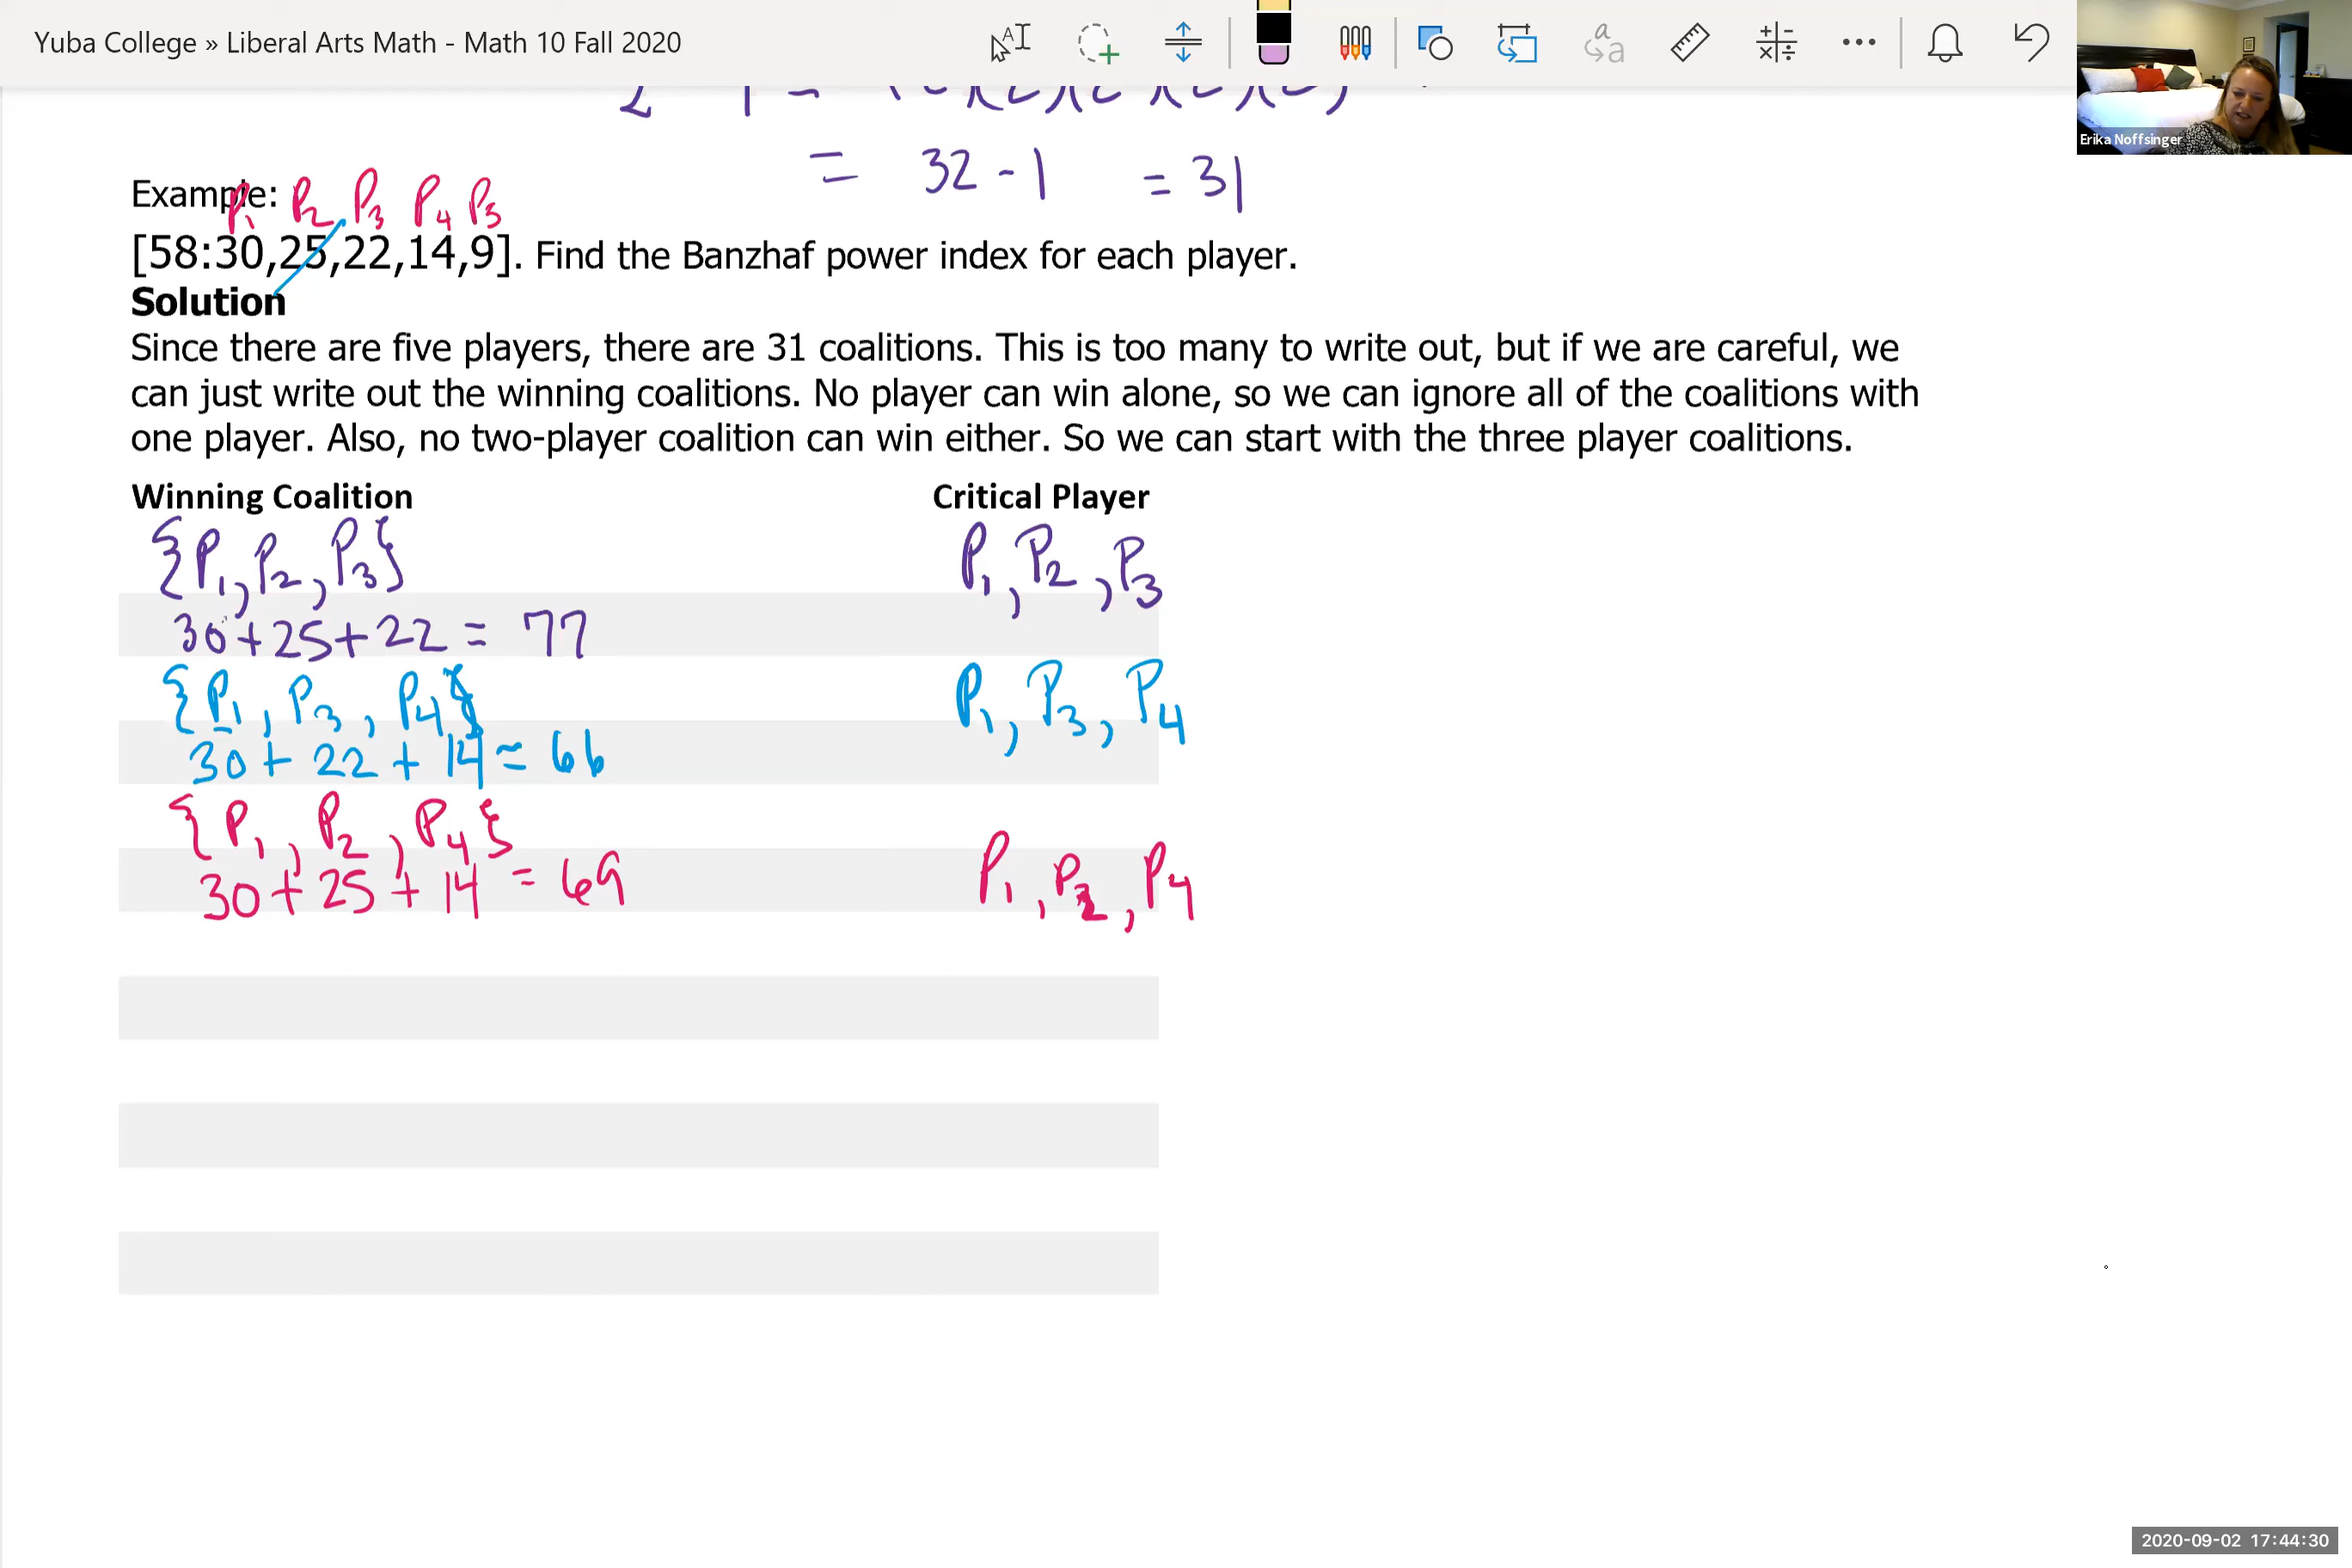 Yuba College » Liberal Arts Math - Math 10 Fall 2020
Erika Noffsinger
= 32 - 1 = 31
Example:
P1 P2 P3 P4 P3
[58:30,25,22,14,9]. Find the Banzhaf power index for each player.
Solution
Since there are five players, there are 31 coalitions. This is too many to write out, but if we are careful, we
can just write out the winning coalitions. No player can win alone, so we can ignore all of the coalitions with
one player. Also, no two-player coalition can win either. So we can start with the three player coalitions.
Winning Coalition Critical Player
{P1, P2, P3} P1, P2, P3
30+25+22 = 77
{P1, P3, P4} P1, P3, P4
30+ 22 + 14 = 66
{P1, P2, P4} P1, P2, P4
30+ 25 + 14 = 69
2020-09-02 17:44:30